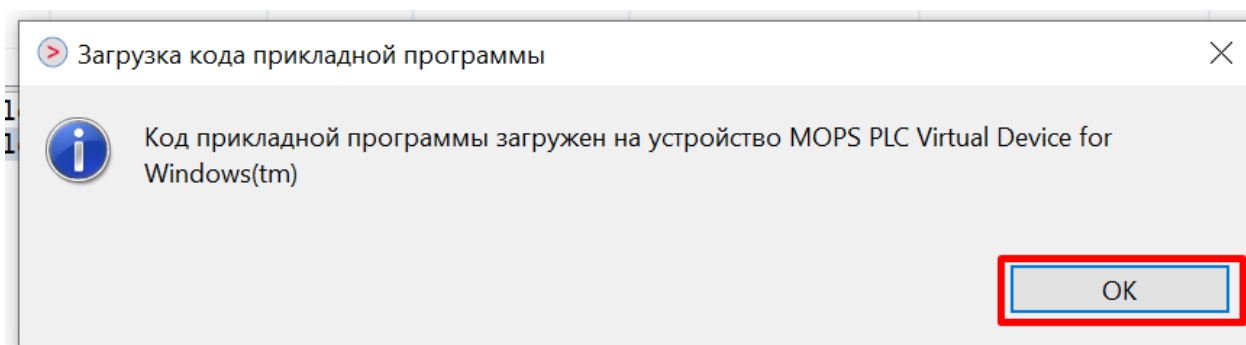 Загрузка кода прикладной программы
Код прикладной программы загружен на устройство MOPS PLC Virtual Device for
Windows(tm)
OK